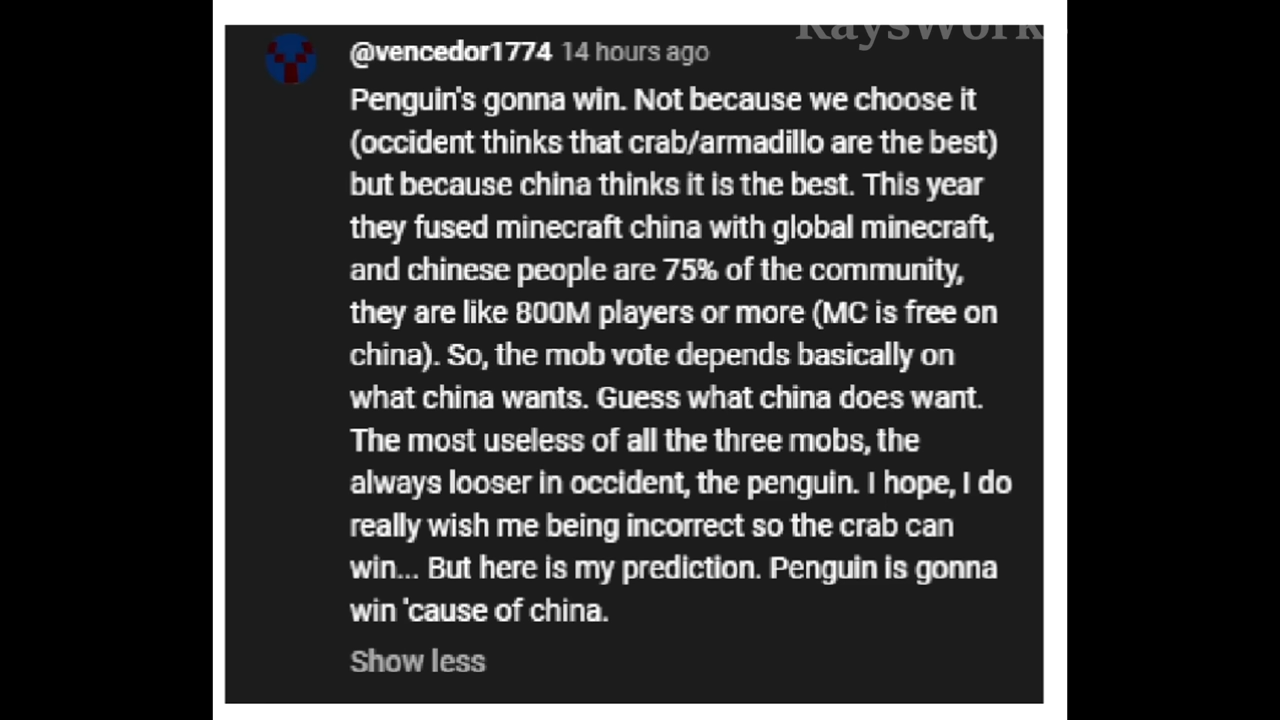 RaysWorks
@vencedor1774 14 hours ago
Penguin's gonna win. Not because we choose it
(occident thinks that crab/armadillo are the best)
but because china thinks it is the best. This year
they fused minecraft china with global minecraft,
and chinese people are 75% of the community,
they are like 800M players or more (MC is free on
china). So, the mob vote depends basically on
what china wants. Guess what china does want.
The most useless of all the three mobs, the
always looser in occident, the penguin. I hope, I do
really wish me being incorrect so the crab can
win... But here is my prediction. Penguin is gonna
win 'cause of china.
Show less